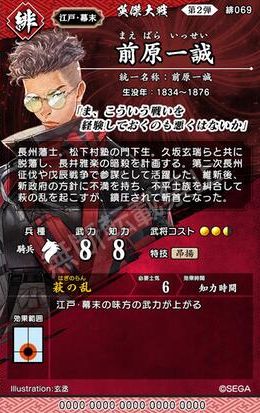 緋 江戸・幕末 英傑大戦 第2弾 緋069
まえ ばら いっせい
前原一誠
統一名称：前原一誠
生没年：1834～1876
「ま、こういう戦いを
経験しておくのも悪くはないか」
長州藩士。松下村塾の門下生。久坂玄瑞らと共に
脱藩し、長井雅楽の暗殺を計画する。第二次長州
征伐や戊辰戦争で参謀として活躍した。維新後、
新政府の方針に不満を持ち、不平士族を糾合して
萩の乱を起こすが、鎮圧されて斬首となった。
兵種 武力 知力 武将コスト
騎兵 8 8 特技 昂揚
はぎのらん 必要士気 効果時間
萩の乱 6 知力時間
江戸・幕末の味方の武力が上がる
効果範囲
Illustration:玄丞 ©SEGA
0000-0000-0000-0000-0000